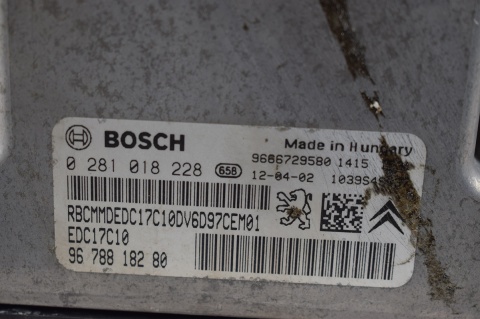 BOSCH Made in Hungary
9686729580 1415
0 281 018 228 658 12-04-02
RBCMMDEDC17C10DV6D97CEM01
EDC17C10
96 788 182 80